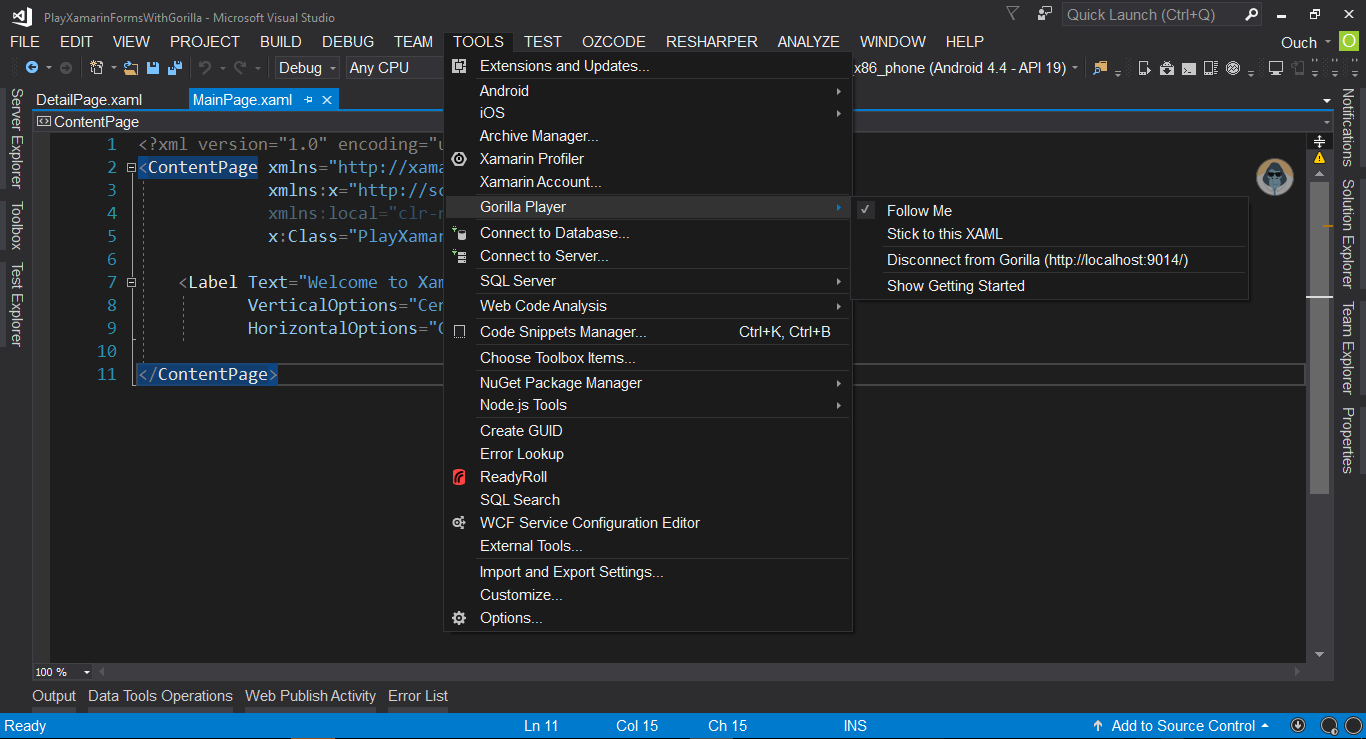 PlayXamarinFormsWithGorilla - Microsoft Visual Studio
Quick Launch (Ctrl+Q)
FILE EDIT VIEW PROJECT BUILD DEBUG TEAM TOOLS TEST OZCODE RESHARPER ANALYZE WINDOW HELP
Ouch
Debug Any CPU x86_phone (Android 4.4 - API 19)
DetailPage.xaml MainPage.xaml
ContentPage
1 <?xml version="1.0" encoding="u
2 <ContentPage xmlns="http://xama
3 xmlns:x="http://sc
4 xmlns:local="clr-n
5 x:Class="PlayXamar
6
7 <Label Text="Welcome to Xam
8 VerticalOptions="Cen
9 HorizontalOptions="C
10
11 </ContentPage>
Extensions and Updates...
Android
iOS
Archive Manager...
Xamarin Profiler
Xamarin Account...
Gorilla Player
Connect to Database...
Connect to Server...
SQL Server
Web Code Analysis
Code Snippets Manager... Ctrl+K, Ctrl+B
Choose Toolbox Items...
NuGet Package Manager
Node.js Tools
Create GUID
Error Lookup
ReadyRoll
SQL Search
WCF Service Configuration Editor
External Tools...
Import and Export Settings...
Customize...
Options...
Follow Me
Stick to this XAML
Disconnect from Gorilla (http://localhost:9014/)
Show Getting Started
Server Explorer
Toolbox
Test Explorer
Notifications
Solution Explorer
Team Explorer
Properties
100 %
Output Data Tools Operations Web Publish Activity Error List
Ready Ln 11 Col 15 Ch 15 INS Add to Source Control